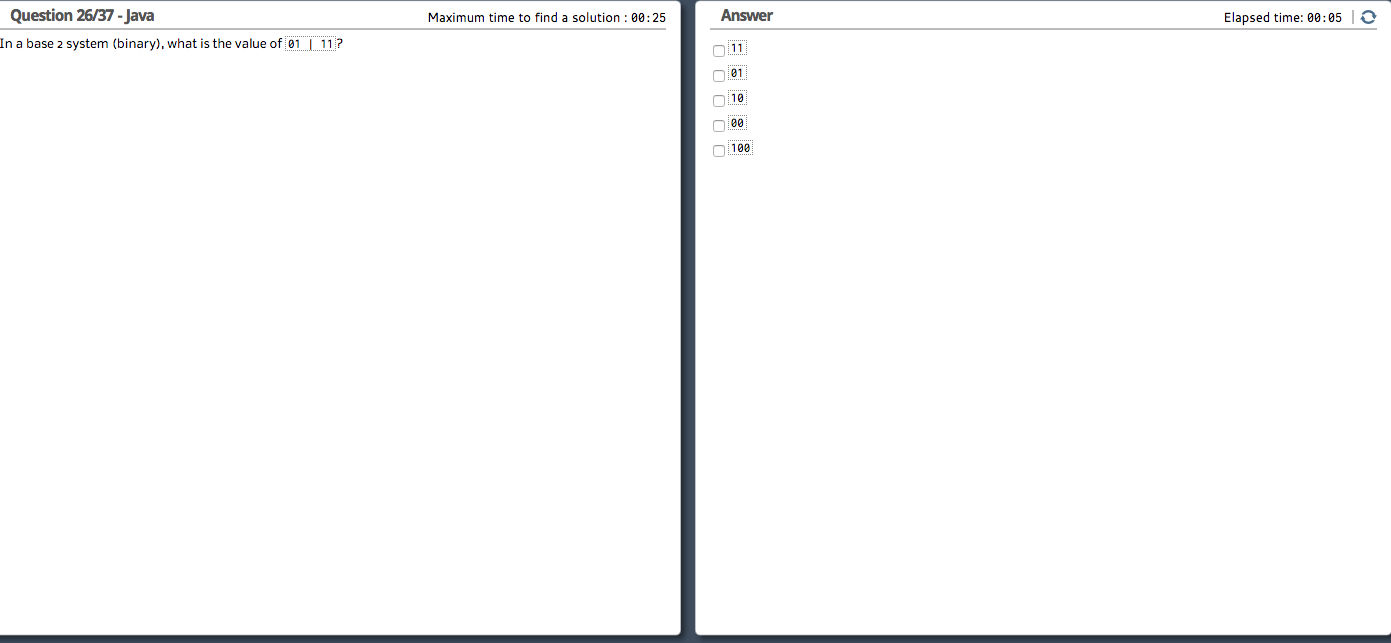 Question 26/37 - Java
Maximum time to find a solution : 00:25
In a base 2 system (binary), what is the value of 01 | 11?
Answer
Elapsed time: 00:05
11
01
10
00
100